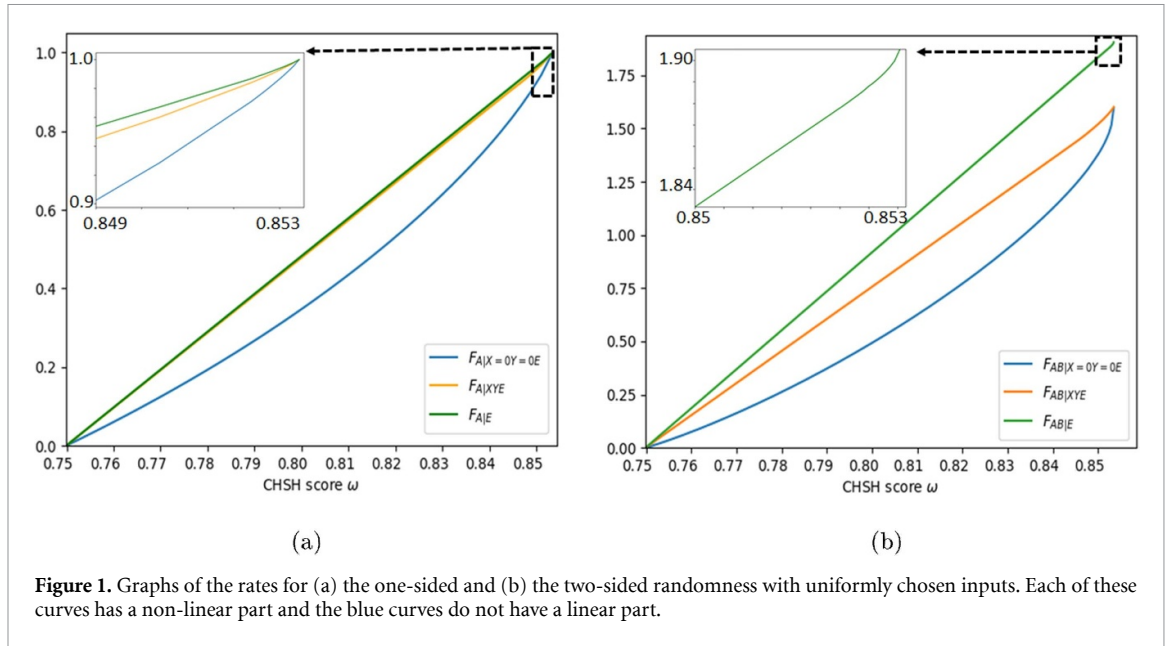 1.0
0.8
0.6
0.4
0.2
0.0
0.75 0.76 0.77 0.78 0.79 0.80 0.81 0.82 0.83 0.84 0.85
CHSH score ω
1.0
0.9
0.849 0.853
F_{A|X=0Y=0E}
F_{A|XYE}
F_{A|E}
(a)
1.75
1.50
1.25
1.00
0.75
0.50
0.25
0.00
0.75 0.76 0.77 0.78 0.79 0.80 0.81 0.82 0.83 0.84 0.85
CHSH score ω
1.90
1.84
0.85 0.853
F_{AB|X=0Y=0E}
F_{AB|XYE}
F_{AB|E}
(b)
Figure 1. Graphs of the rates for (a) the one-sided and (b) the two-sided randomness with uniformly chosen inputs. Each of these
curves has a non-linear part and the blue curves do not have a linear part.